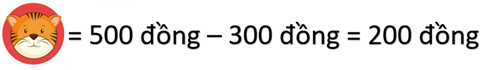 = 500 đồng – 300 đồng = 200 đồng